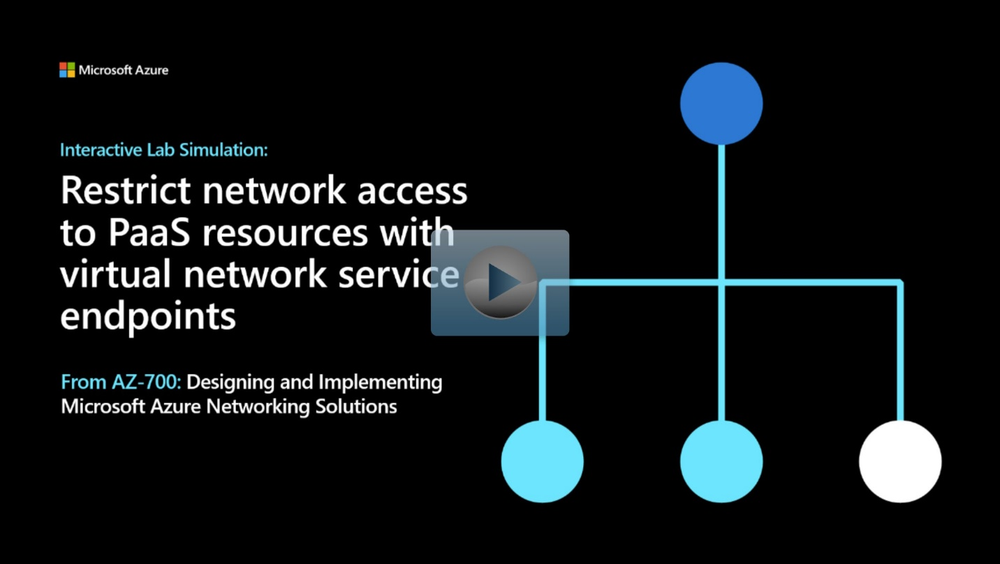 Microsoft Azure
Interactive Lab Simulation:
Restrict network access
to PaaS resources with
virtual network service
endpoints
From AZ-700: Designing and Implementing
Microsoft Azure Networking Solutions